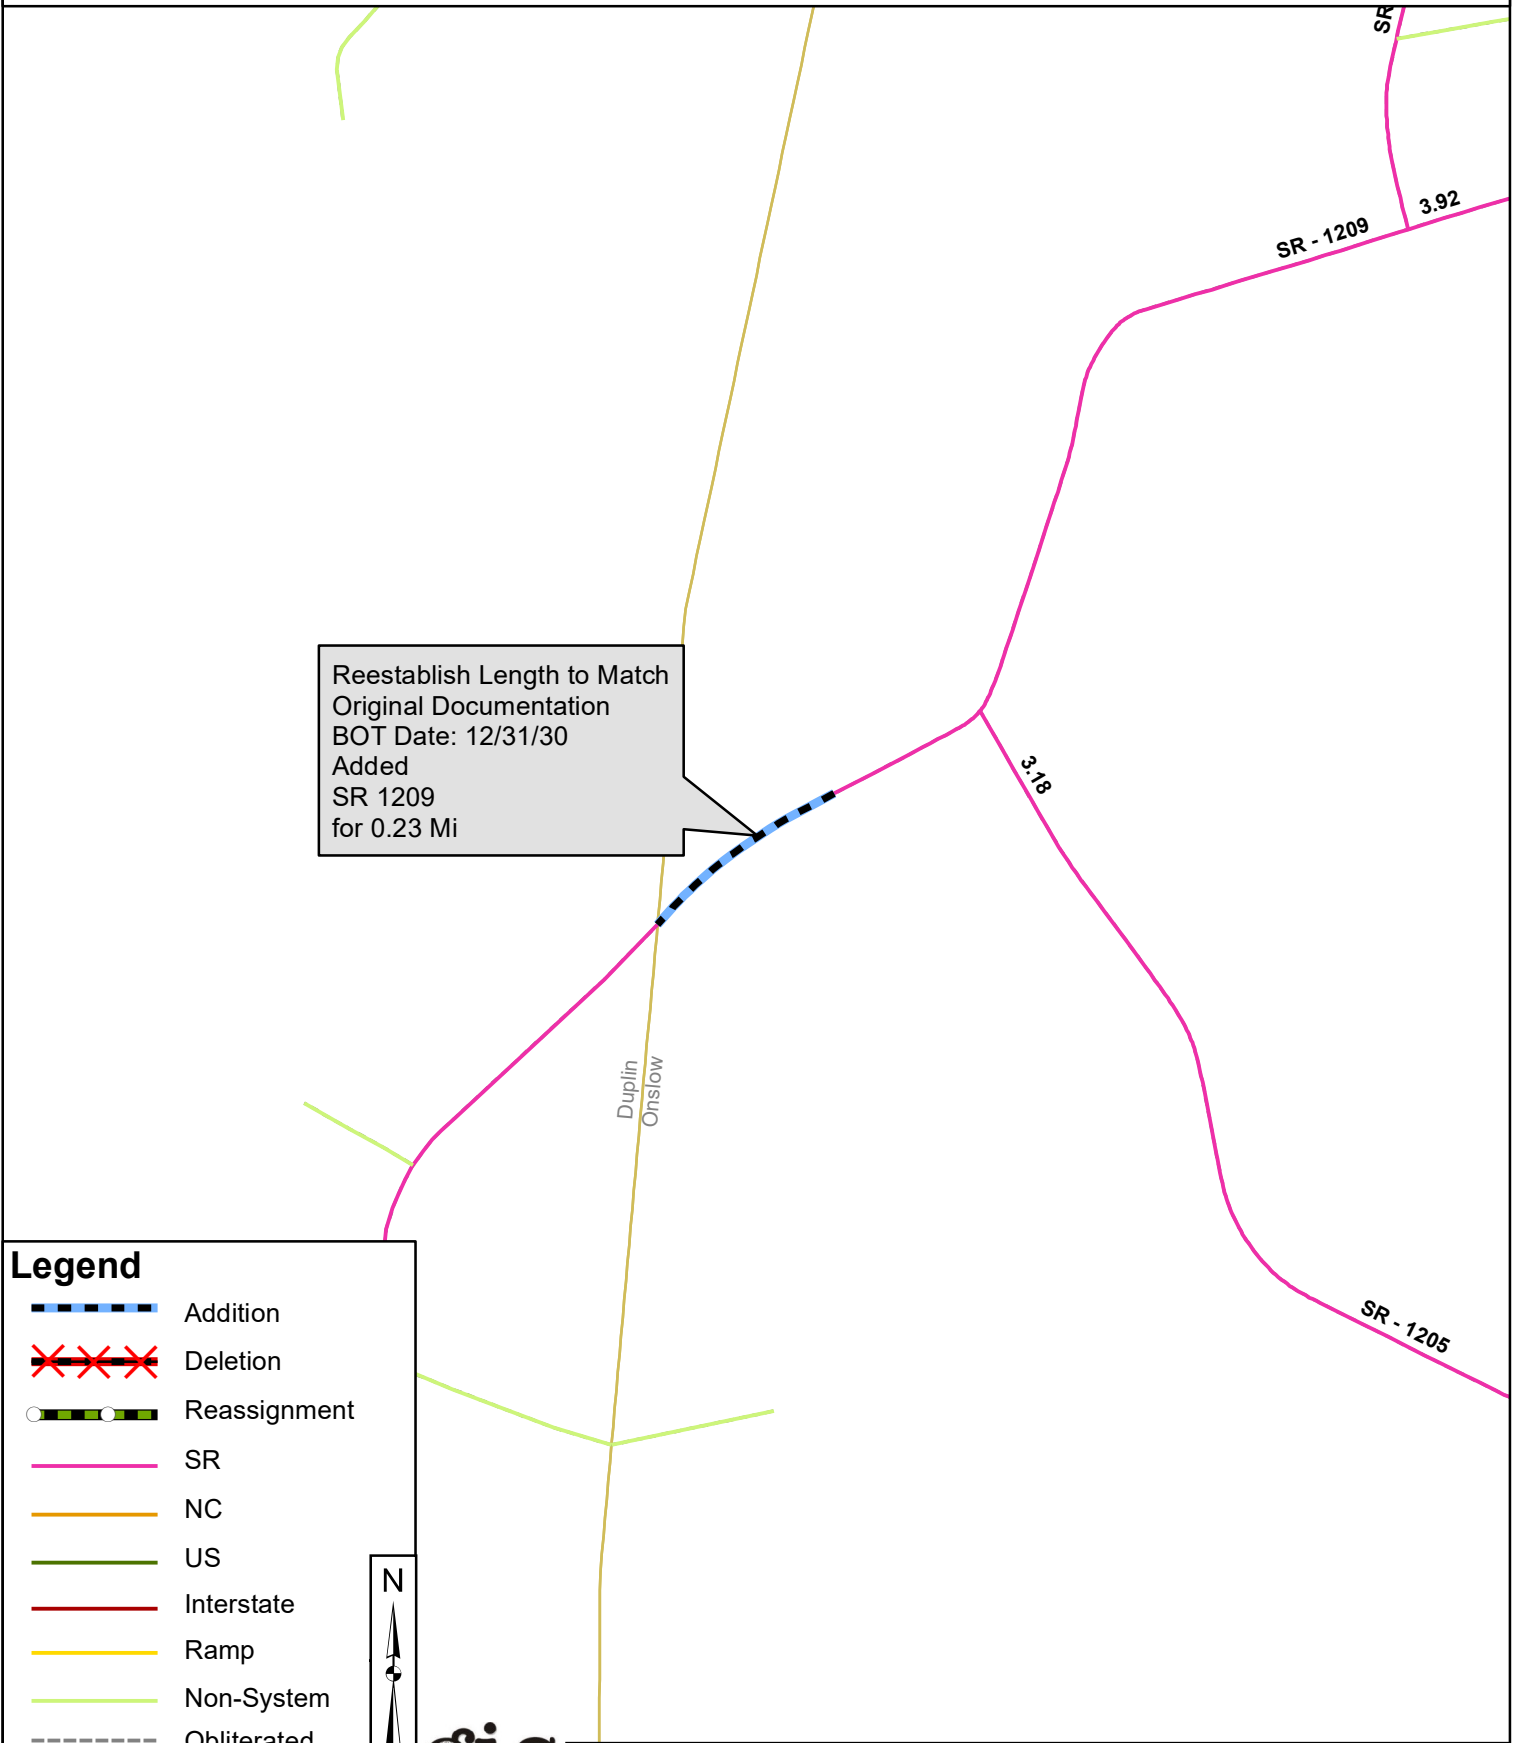 SR
3.92
SR - 1209
Reestablish Length to Match
Original Documentation
BOT Date: 12/31/30
Added
SR 1209
for 0.23 Mi
3.18
Duplin
Onslow
SR - 1205
Legend
Addition
Deletion
Reassignment
SR
NC
US
Interstate
Ramp
Non-System
Obliterated
N